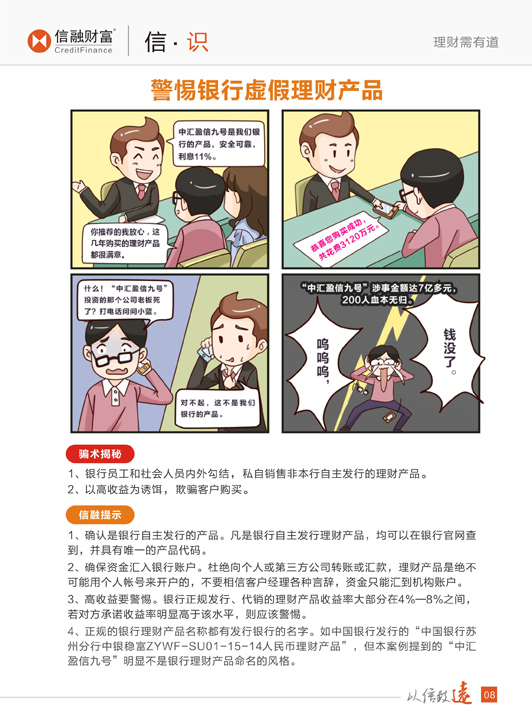 信融财富®
CreditFinance
信·识
理财需有道
警惕银行虚假理财产品
中汇盈信九号是我们银
行的产品，安全可靠，
利息11%。
你推荐的我放心，这
几年购买的理财产品
都很满意。
恭喜您购买成功，
共花费3120万元。
什么！“中汇盈信九号”
投资的那个公司老板死
了？打电话问问小蓝。
对不起，这不是我们
银行的产品。
“中汇盈信九号”涉事金额达7亿多元，
200人血本无归。
呜呜呜，
钱没了。
骗术揭秘
1、银行员工和社会人员内外勾结，私自销售非本行自主发行的理财产品。
2、以高收益为诱饵，欺骗客户购买。
信融提示
1、确认是银行自主发行的产品。凡是银行自主发行理财产品，均可以在银行官网查
到，并具有唯一的产品代码。
2、确保资金汇入银行账户。杜绝向个人或第三方公司转账或汇款，理财产品是绝不
可能用个人帐号来开户的，不要相信客户经理各种言辞，资金只能汇到机构账户。
3、高收益要警惕。银行正规发行、代销的理财产品收益率大部分在4%—8%之间，
若对方承诺收益率明显高于该水平，则应该警惕。
4、正规的银行理财产品名称都有发行银行的名字。如中国银行发行的“中国银行苏
州分行中银稳富ZYWF-SU01-15-14人民币理财产品”，但本案例提到的“中汇
盈信九号”明显不是银行理财产品命名的风格。
以信致远
08